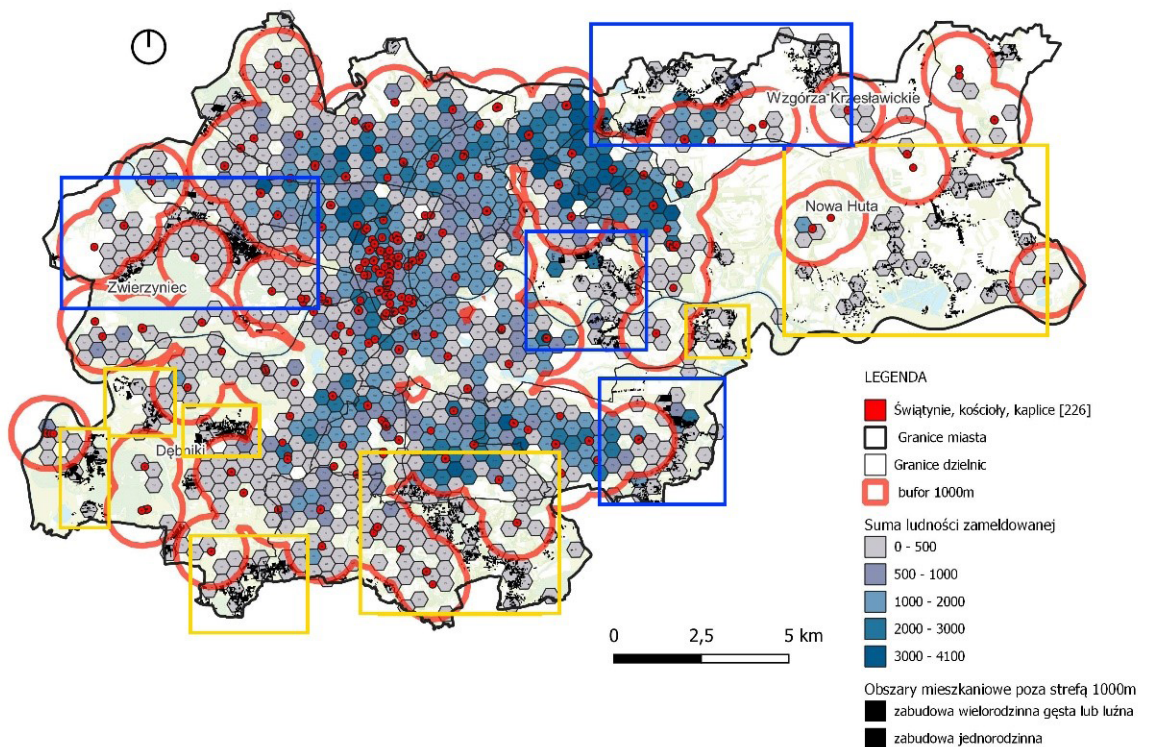 Wzgórza Krzesławickie
Nowa Huta
Zwierzyniec
Dębniki
LEGENDA
Świątynie, kościoły, kaplice [226]
Granice miasta
Granice dzielnic
bufor 1000m
Suma ludności zameldowanej
0 - 500
500 - 1000
1000 - 2000
2000 - 3000
3000 - 4100
0 2,5 5 km
Obszary mieszkaniowe poza strefą 1000m
zabudowa wielorodzinna gęsta lub luźna
zabudowa jednorodzinna